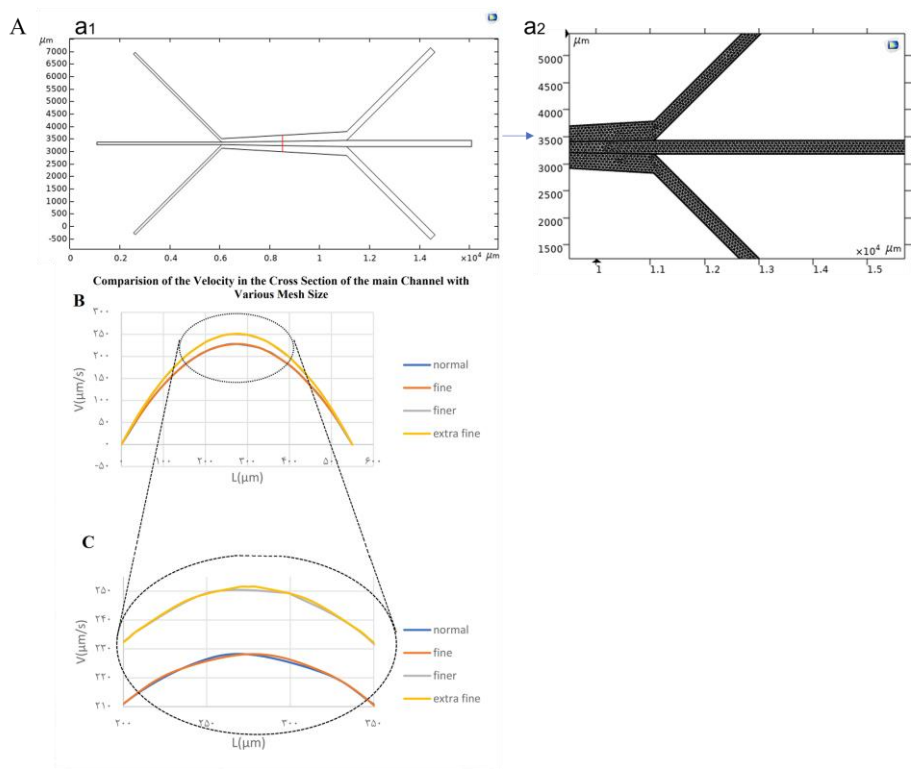 A
a1
a2
μm
7000
6500
6000
5500
5000
4500
4000
3500
3000
2500
2000
1500
1000
500
0
-500
0 0.2 0.4 0.6 0.8 1 1.2 1.4 ×10⁴ μm
μm
5000
4500
4000
3500
3000
2500
2000
1500
×10⁴ μm
1 1.1 1.2 1.3 1.4 1.5
Comparision of the Velocity in the Cross Section of the main Channel with
Various Mesh Size
B
V(μm/s)
۳۰۰
۲۵۰
۲۰۰
۱۵۰
۱۰۰
۵۰
۰
-۵۰
۰ ۱۰۰ ۲۰۰ ۳۰۰ ۴۰۰ ۵۰۰ ۶۰۰
L(μm)
normal
fine
finer
extra fine
C
V(μm/s)
۲۵۰
۲۴۰
۲۳۰
۲۲۰
۲۱۰
۲۰۰ ۲۵۰ ۳۰۰ ۳۵۰
L(μm)
normal
fine
finer
extra fine